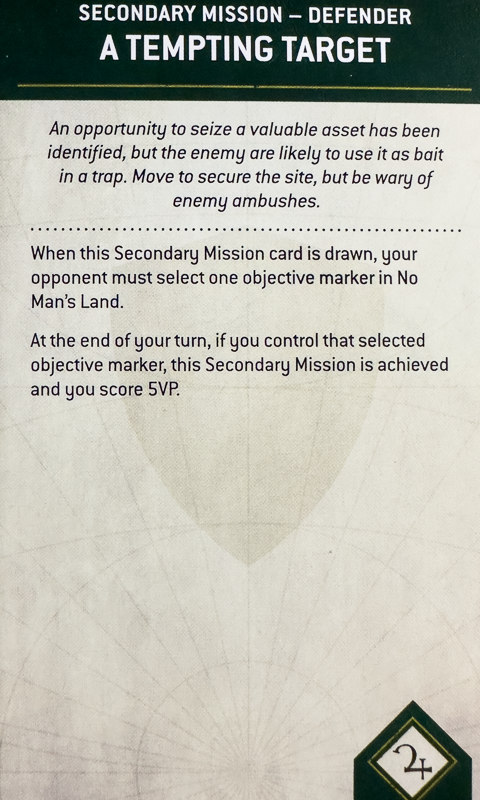 SECONDARY MISSION – DEFENDER
A TEMPTING TARGET
An opportunity to seize a valuable asset has been
identified, but the enemy are likely to use it as bait
in a trap. Move to secure the site, but be wary of
enemy ambushes.
When this Secondary Mission card is drawn, your
opponent must select one objective marker in No
Man's Land.
At the end of your turn, if you control that selected
objective marker, this Secondary Mission is achieved
and you score 5VP.